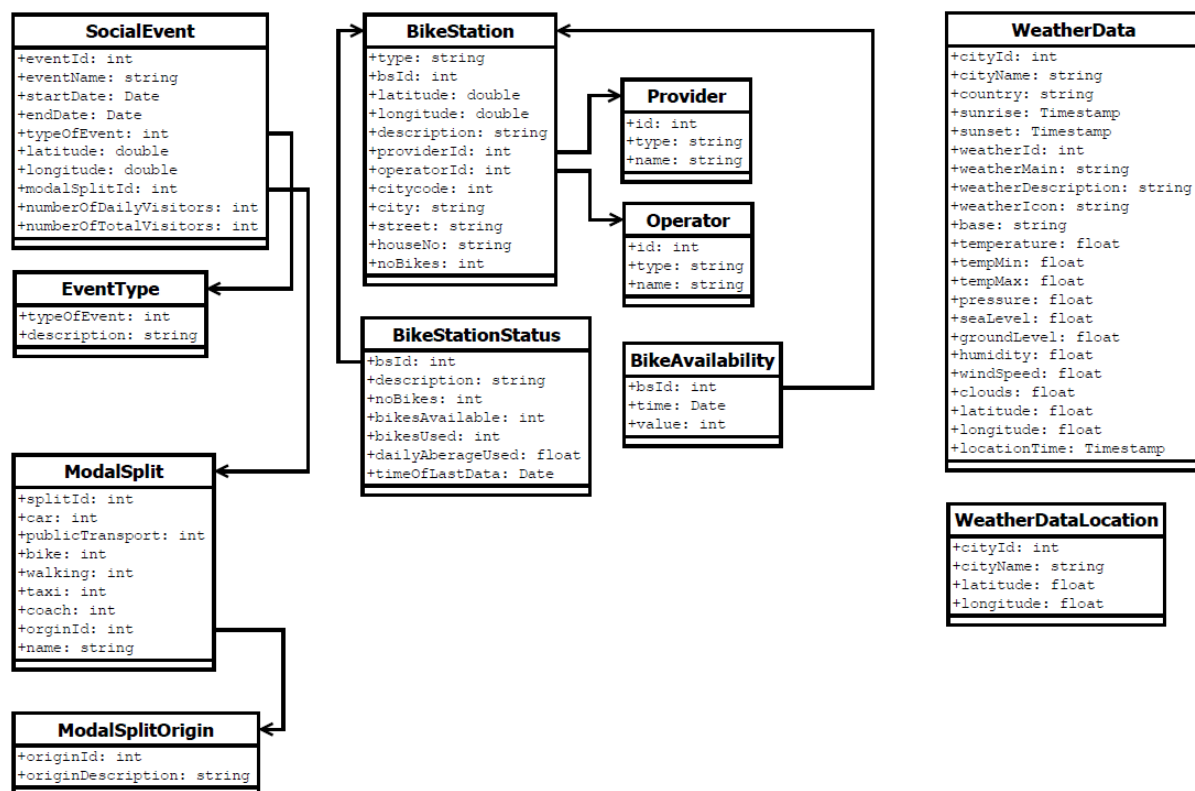 SocialEvent
+eventId: int
+eventName: string
+startDate: Date
+endDate: Date
+typeOfEvent: int
+latitude: double
+longitude: double
+modalSplitId: int
+numberOfDailyVisitors: int
+numberOfTotalVisitors: int
EventType
+typeOfEvent: int
+description: string
ModalSplit
+splitId: int
+car: int
+publicTransport: int
+bike: int
+walking: int
+taxi: int
+coach: int
+orginId: int
+name: string
ModalSplitOrigin
+originId: int
+originDescription: string
BikeStation
+type: string
+bsId: int
+latitude: double
+longitude: double
+description: string
+providerId: int
+operatorId: int
+citycode: int
+city: string
+street: string
+houseNo: string
+noBikes: int
BikeStationStatus
+bsId: int
+description: string
+noBikes: int
+bikesAvailable: int
+bikesUsed: int
+dailyAberageUsed: float
+timeOfLastData: Date
Provider
+id: int
+type: string
+name: string
Operator
+id: int
+type: string
+name: string
BikeAvailability
+bsId: int
+time: Date
+value: int
WeatherData
+cityId: int
+cityName: string
+country: string
+sunrise: Timestamp
+sunset: Timestamp
+weatherId: int
+weatherMain: string
+weatherDescription: string
+weatherIcon: string
+base: string
+temperature: float
+tempMin: float
+tempMax: float
+pressure: float
+seaLevel: float
+groundLevel: float
+humidity: float
+windSpeed: float
+clouds: float
+latitude: float
+longitude: float
+locationTime: Timestamp
WeatherDataLocation
+cityId: int
+cityName: string
+latitude: float
+longitude: float